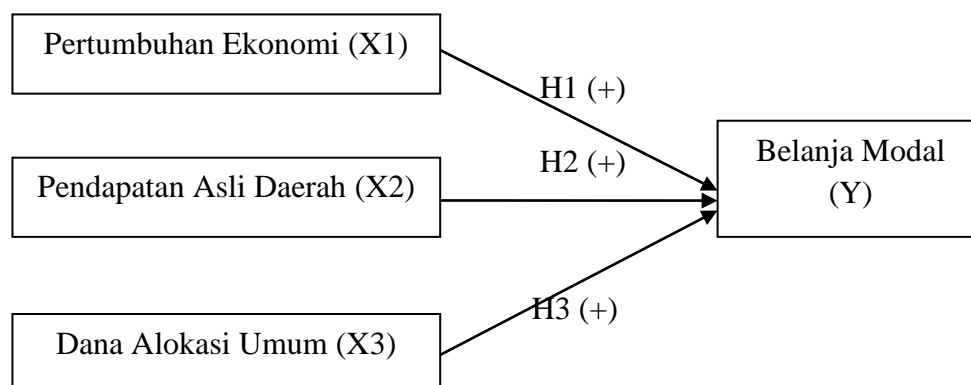 Pertumbuhan Ekonomi (X1)
H1 (+)
Pendapatan Asli Daerah (X2)
H2 (+)
Belanja Modal
(Y)
Dana Alokasi Umum (X3)
H3 (+)